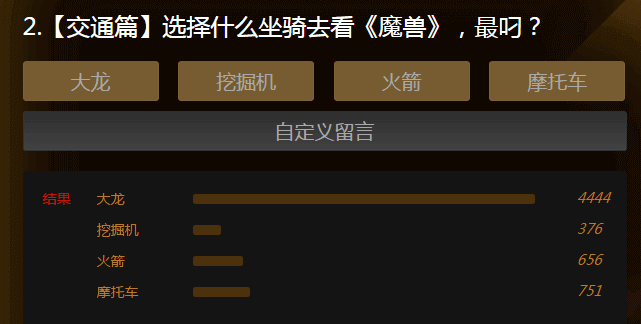 2.【交通篇】选择什么坐骑去看《魔兽》，最叼？
大龙 挖掘机 火箭 摩托车
自定义留言
结果 大龙 4444
挖掘机 376
火箭 656
摩托车 751